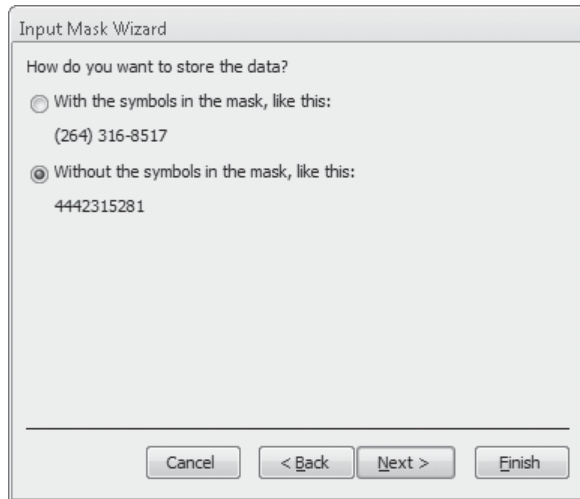 Input Mask Wizard
How do you want to store the data?
With the symbols in the mask, like this:
(264) 316-8517
Without the symbols in the mask, like this:
4442315281
Cancel < Back Next > Finish